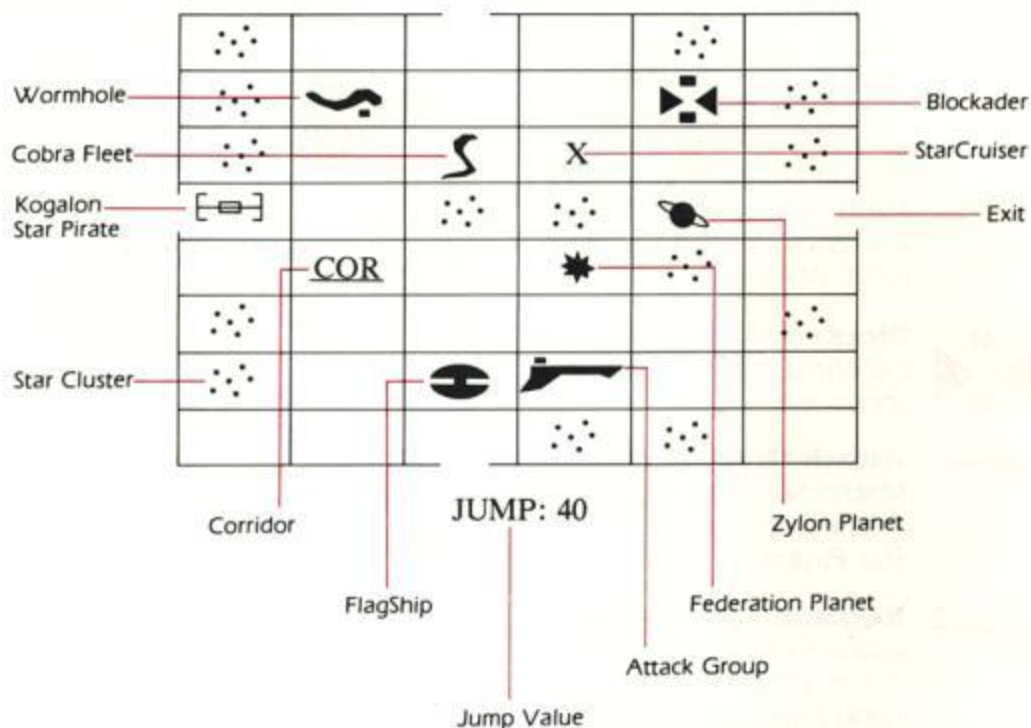 Wormhole
Blockader
Cobra Fleet
X
StarCruiser
Kogalon
Star Pirate
Exit
COR
Star Cluster
Corridor
JUMP: 40
Zylon Planet
FlagShip
Federation Planet
Attack Group
Jump Value